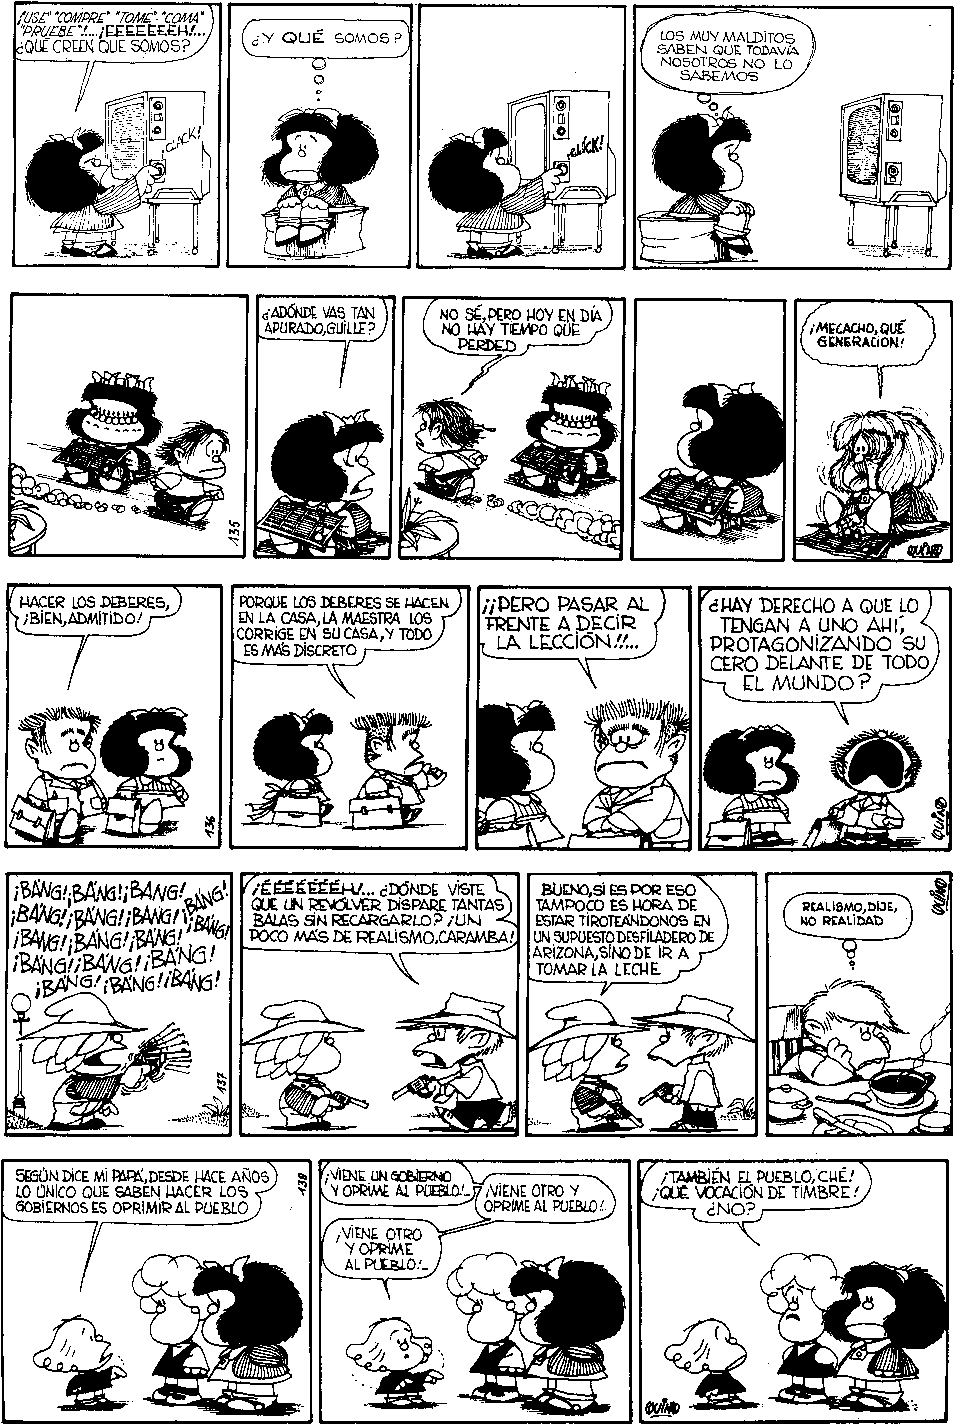 ¡"USE" "COMPRE" "TOME" "COMA"
"PRUEBE"!...¡EEEEEEEH!...
¿QUÉ CREEN QUE SOMOS?
¡CLICK!
¿Y QUÉ SOMOS?
¡CLICK!
LOS MUY MALDITOS
SABEN QUE TODAVÍA
NOSOTROS NO LO
SABEMOS
135
¿ADÓNDE VAS TAN
APURADO, GUILLE?
NO SÉ, PERO HOY EN DÍA
NO HAY TIEMPO QUE
PERDED
¡MECACHO, QUÉ
GENERACION!
QUINO
HACER LOS DEBERES,
¡BIEN, ADMITIDO!
136
PORQUE LOS DEBERES SE HACEN
EN LA CASA, LA MAESTRA LOS
CORRIGE EN SU CASA, Y TODO
ES MÁS DISCRETO
¡¡PERO PASAR AL
FRENTE A DECIR
LA LECCIÓN!!...
¿HAY DERECHO A QUE LO
TENGAN A UNO AHÍ,
PROTAGONIZANDO SU
CERO DELANTE DE TODO
EL MUNDO?
QUINO
¡BANG! ¡BANG! ¡BANG! ¡BANG!
¡BANG! ¡BANG! ¡BANG! ¡BANG!
¡BANG! ¡BANG! ¡BANG!
¡BANG! ¡BANG! ¡BANG!
¡BANG! ¡BANG! ¡BANG!
137
¡ÉÉÉÉÉÉÉH!... ¿DÓNDE VISTE
QUE UN REVÓLVER DISPARE TANTAS
BALAS SIN RECARGARLO? ¡UN
POCO MÁS DE REALISMO, CARAMBA!
BUENO, SI ES POR ESO
TAMPOCO ES HORA DE
ESTAR TIROTEÁNDONOS EN
UN SUPUESTO DESFILADERO DE
ARIZONA, SINO DE IR A
TOMAR LA LECHE
REALISMO, DIJE,
NO REALIDAD
QUINO
SEGÚN DICE MI PAPÁ, DESDE HACE AÑOS
LO ÚNICO QUE SABEN HACER LOS
GOBIERNOS ES OPRIMIR AL PUEBLO
138
¡VIENE UN GOBIERNO
Y OPRIME AL PUEBLO!...
¡VIENE OTRO Y
OPRIME AL PUEBLO!...
¡VIENE OTRO
Y OPRIME
AL PUEBLO!...
¡TAMBIÉN EL PUEBLO, CHÉ!
¡QUÉ VOCACIÓN DE TIMBRE!
¿NO?
QUINO